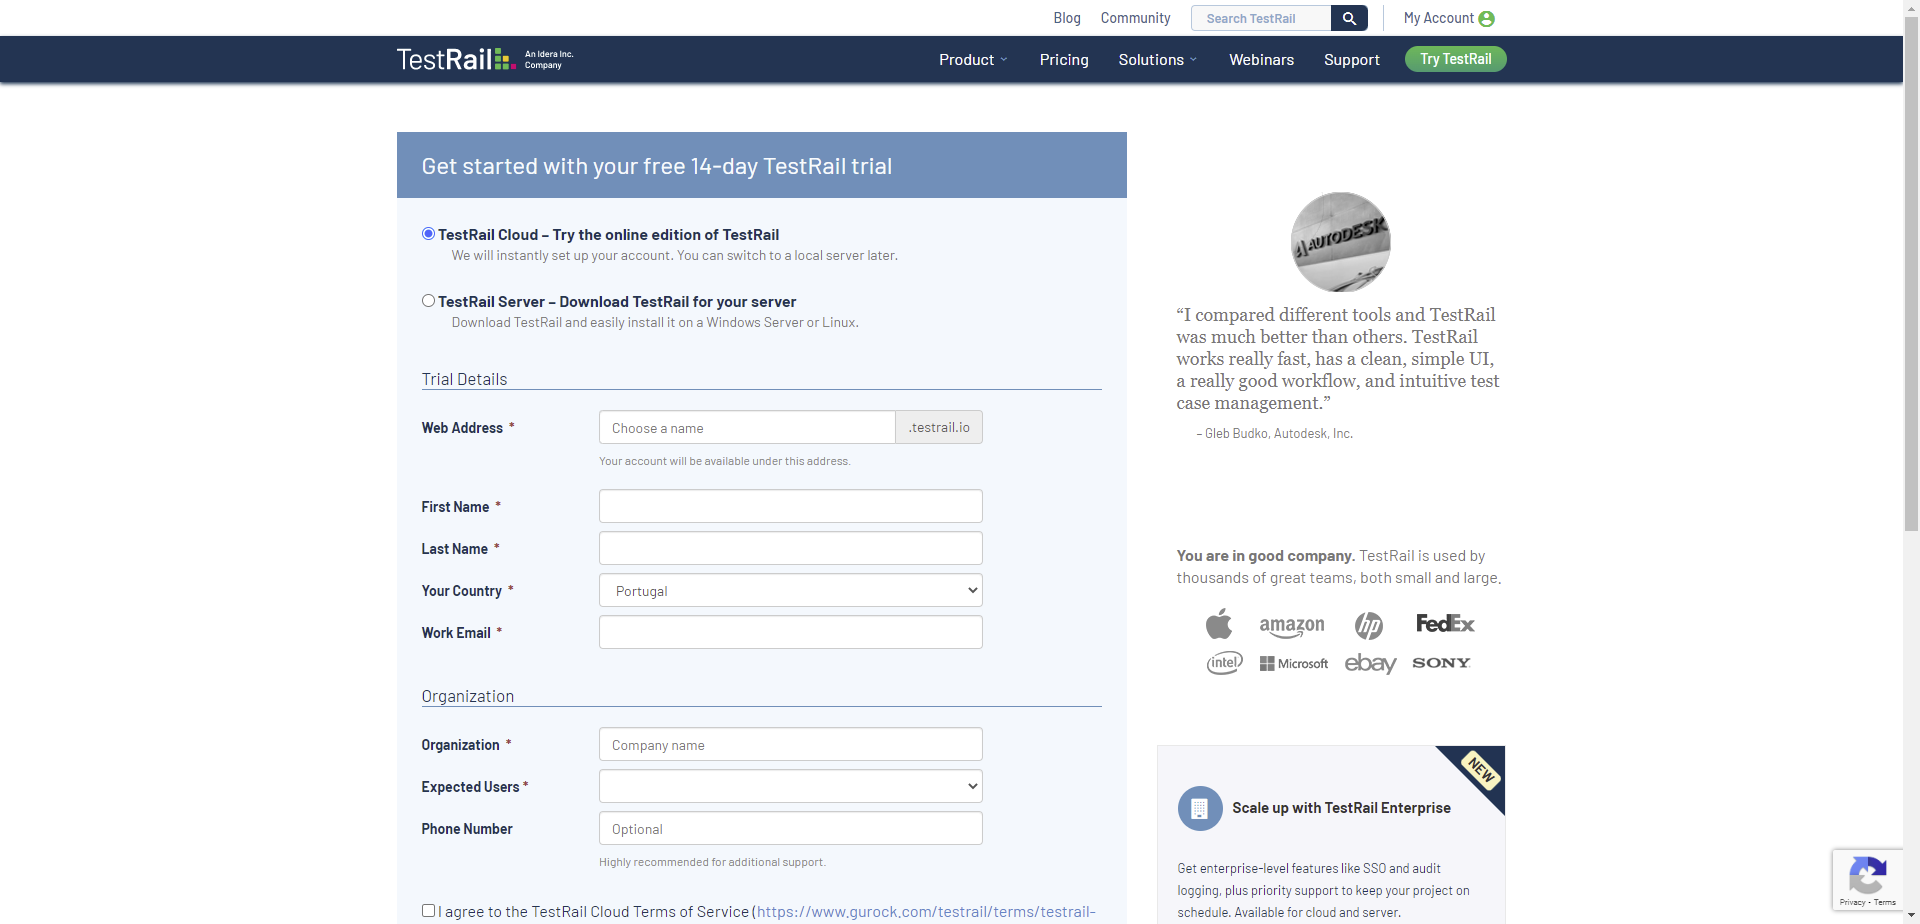 Blog
Community
Search TestRail
My Account
TestRail
An Idera Inc.
Company
Product
Pricing
Solutions
Webinars
Support
Try TestRail
Get started with your free 14-day TestRail trial
TestRail Cloud – Try the online edition of TestRail
We will instantly set up your account. You can switch to a local server later.
TestRail Server – Download TestRail for your server
Download TestRail and easily install it on a Windows Server or Linux.
Trial Details
Web Address *
Choose a name
.testrail.io
Your account will be available under this address.
First Name *
Last Name *
Your Country *
Portugal
Work Email *
Organization
Organization *
Company name
Expected Users *
Phone Number
Optional
Highly recommended for additional support.
I agree to the TestRail Cloud Terms of Service (https://www.gurock.com/testrail/terms/testrail-
AUTODESK
“I compared different tools and TestRail
was much better than others. TestRail
works really fast, has a clean, simple UI,
a really good workflow, and intuitive test
case management.”
– Gleb Budko, Autodesk, Inc.
You are in good company. TestRail is used by
thousands of great teams, both small and large.
amazon
hp
FedEx
intel
Microsoft
ebay
SONY
NEW
Scale up with TestRail Enterprise
Get enterprise-level features like SSO and audit
logging, plus priority support to keep your project on
schedule. Available for cloud and server.
Privacy - Terms